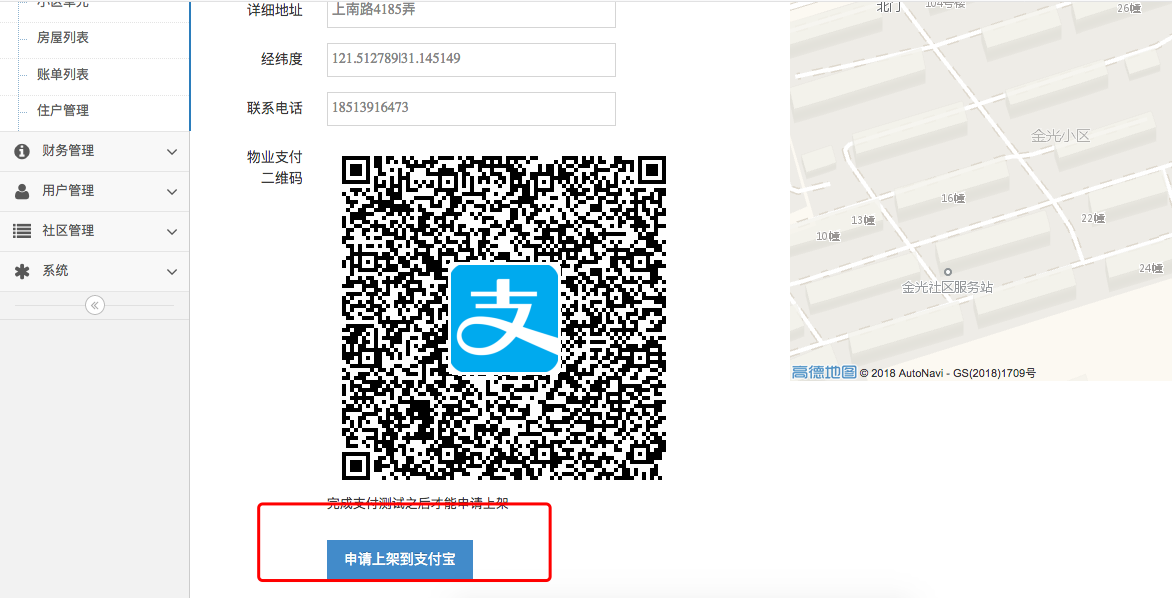 小区单元
房屋列表
账单列表
住户管理
财务管理
用户管理
社区管理
系统
详细地址
上南路4185弄
经纬度
121.512789|31.145149
联系电话
18513916473
物业支付
二维码
支
完成支付测试之后才能申请上架
申请上架到支付宝
北门
104号楼
26幢
金光小区
16幢
13幢
22幢
10幢
24幢
金光社区服务站
高德地图 © 2018 AutoNavi - GS(2018)1709号